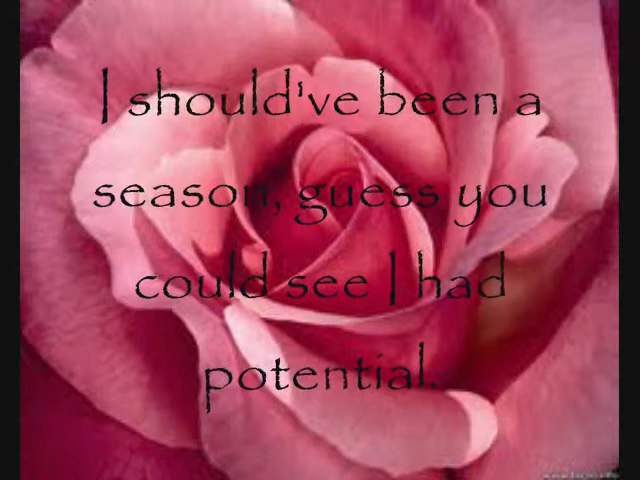 I should've been a
season, guess you
could see I had
potential.